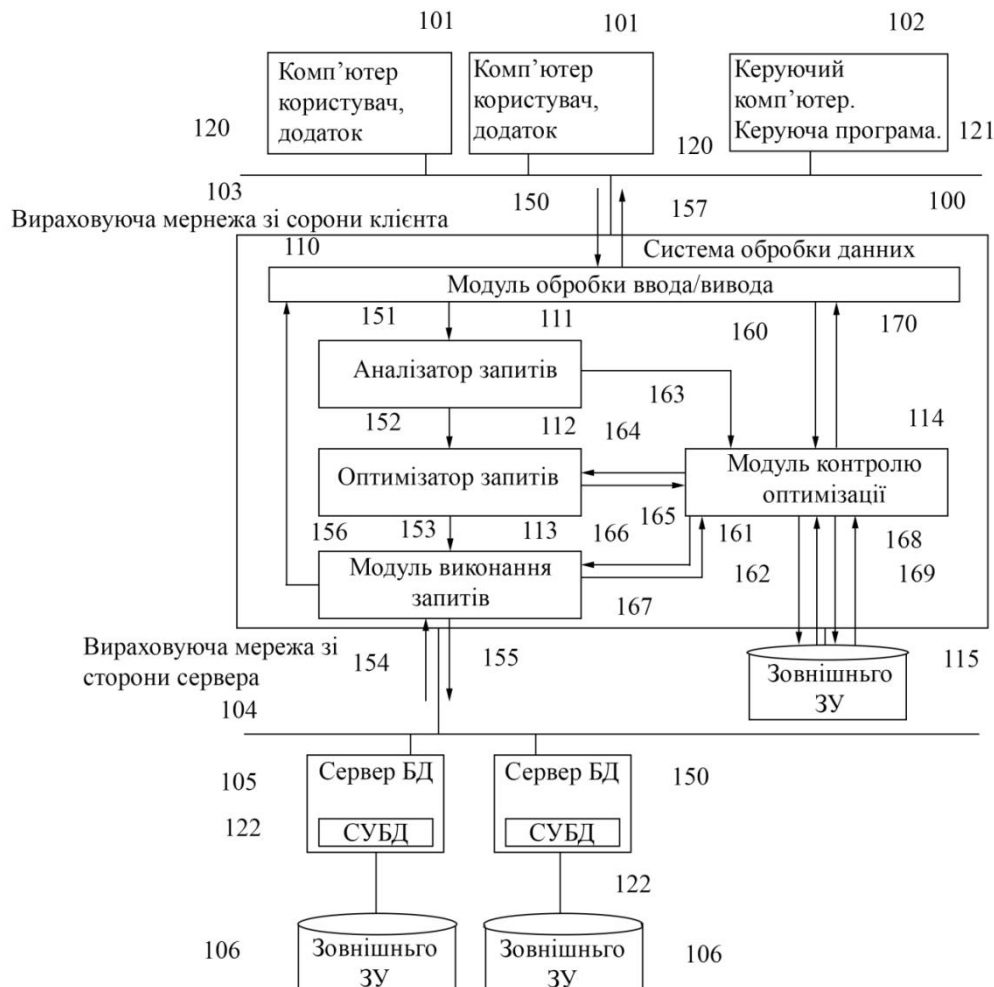 101
101
102
Комп’ютер
користувач,
додаток
Комп’ютер
користувач,
додаток
Керуючий
комп’ютер.
Керуюча програма.
120
120
121
103
150
157
100
Вираховуюча мернежа зі сорони клієнта
110
Система обробки данних
Модуль обробки ввода/вивода
151
111
160
170
Аналізатор запитів
163
152
112
164
114
Оптимізатор запитів
Модуль контролю
оптимізації
156
153
113
166
165
161
168
Модуль виконання
запитів
162
169
167
Вираховуюча мережа зі
сторони сервера
154
155
115
Зовнішньго
ЗУ
104
105
Сервер БД
Сервер БД
150
122
СУБД
СУБД
122
106
Зовнішньго
ЗУ
Зовнішньго
ЗУ
106